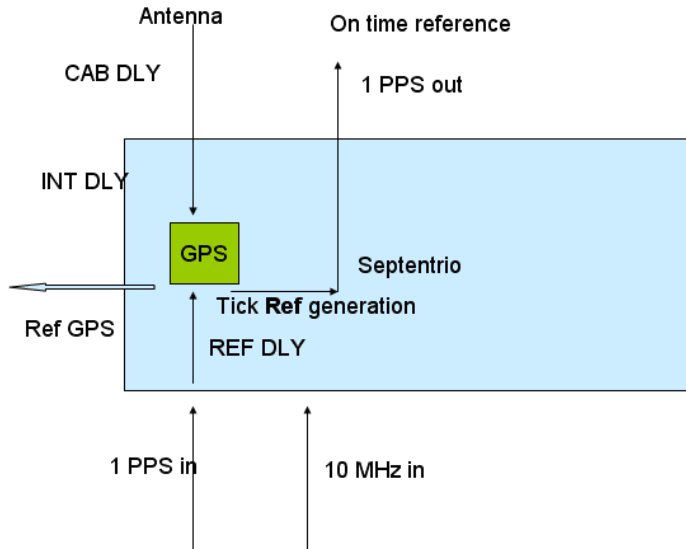 Antenna
On time reference
CAB DLY
1 PPS out
INT DLY
GPS
Septentrio
Tick Ref generation
Ref GPS
REF DLY
1 PPS in
10 MHz in